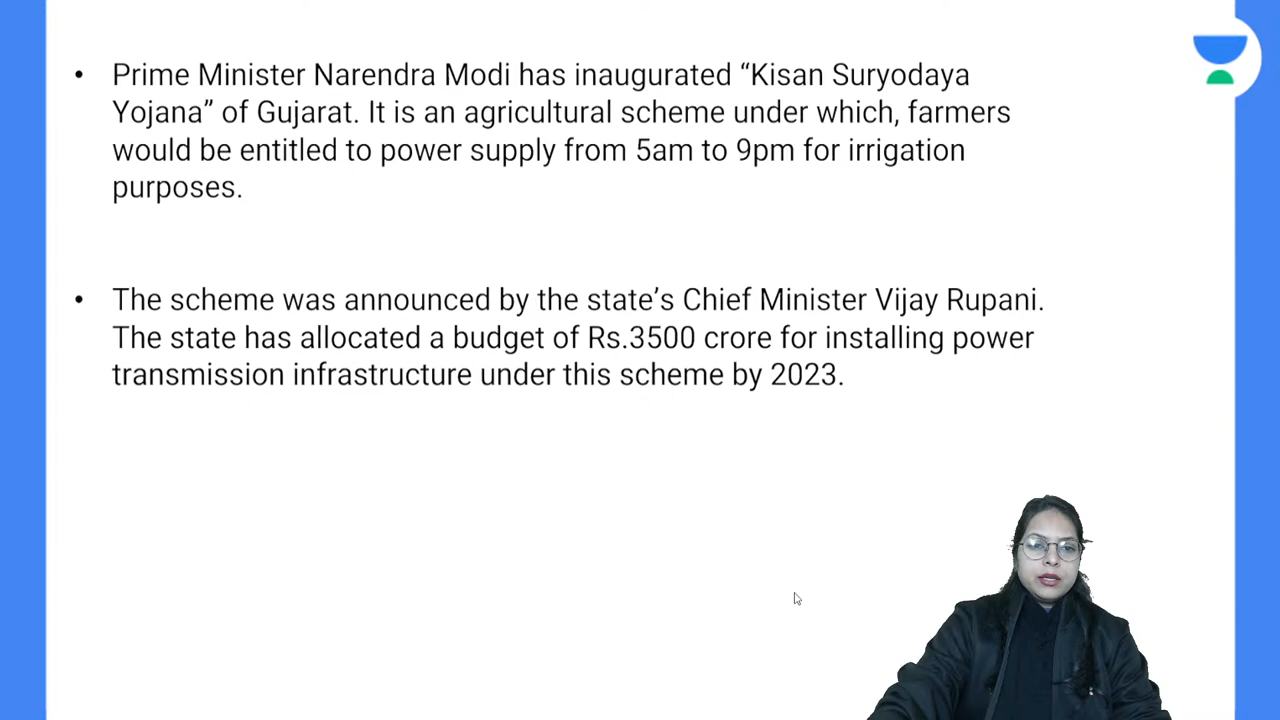 • Prime Minister Narendra Modi has inaugurated “Kisan Suryodaya
Yojana” of Gujarat. It is an agricultural scheme under which, farmers
would be entitled to power supply from 5am to 9pm for irrigation
purposes.
• The scheme was announced by the state’s Chief Minister Vijay Rupani.
The state has allocated a budget of Rs.3500 crore for installing power
transmission infrastructure under this scheme by 2023.